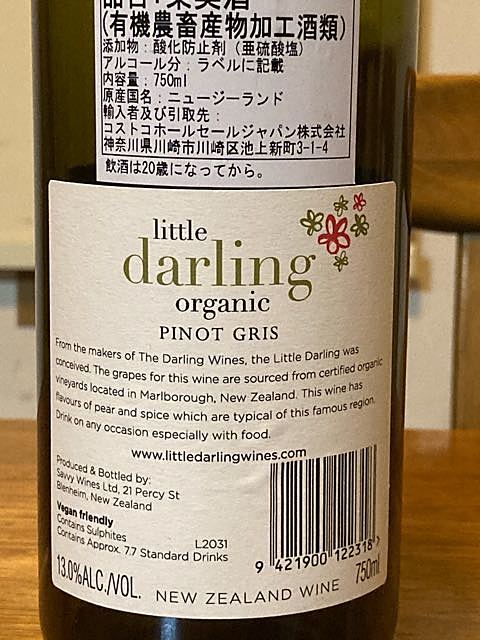 品目：果実酒
(有機農畜産物加工酒類)
添加物：酸化防止剤（亜硫酸塩）
アルコール分：ラベルに記載
内容量：750ml
原産国名：ニュージーランド
輸入者及び引取先：
コストコホールセールジャパン株式会社
神奈川県川崎市川崎区池上新町3-1-4
飲酒は20歳になってから。
little
darling
organic
PINOT GRIS
From the makers of The Darling Wines, the Little Darling was
conceived. The grapes for this wine are sourced from certified organic
vineyards located in Marlborough, New Zealand. This wine has
flavours of pear and spice which are typical of this famous region.
Drink on any occasion especially with food.
www.littledarlingwines.com
Produced & Bottled by:
Savvy Wines Ltd, 21 Percy St
Blenheim, New Zealand
Vegan friendly
Contains Sulphites
Contains Approx. 7.7 Standard Drinks
L2031
9 421900 122318 >
13.0%ALC./VOL.
NEW ZEALAND WINE
750ml